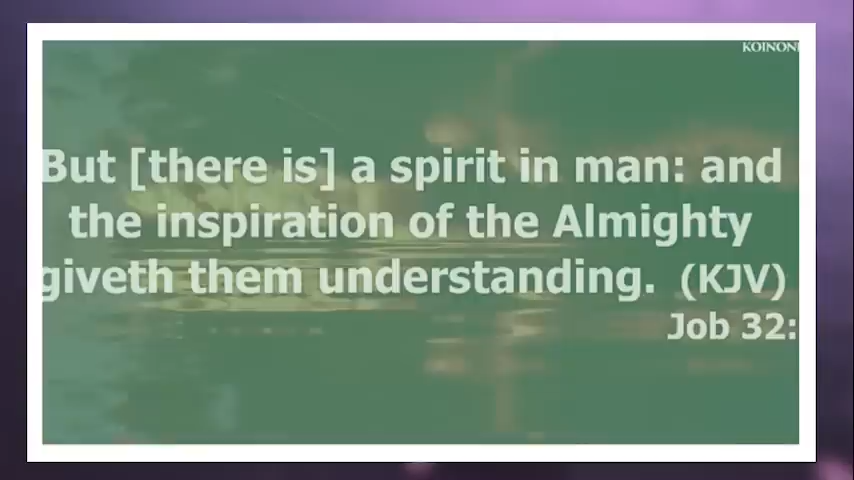 KOINONI
But [there is] a spirit in man: and
the inspiration of the Almighty
giveth them understanding. (KJV)
Job 32: